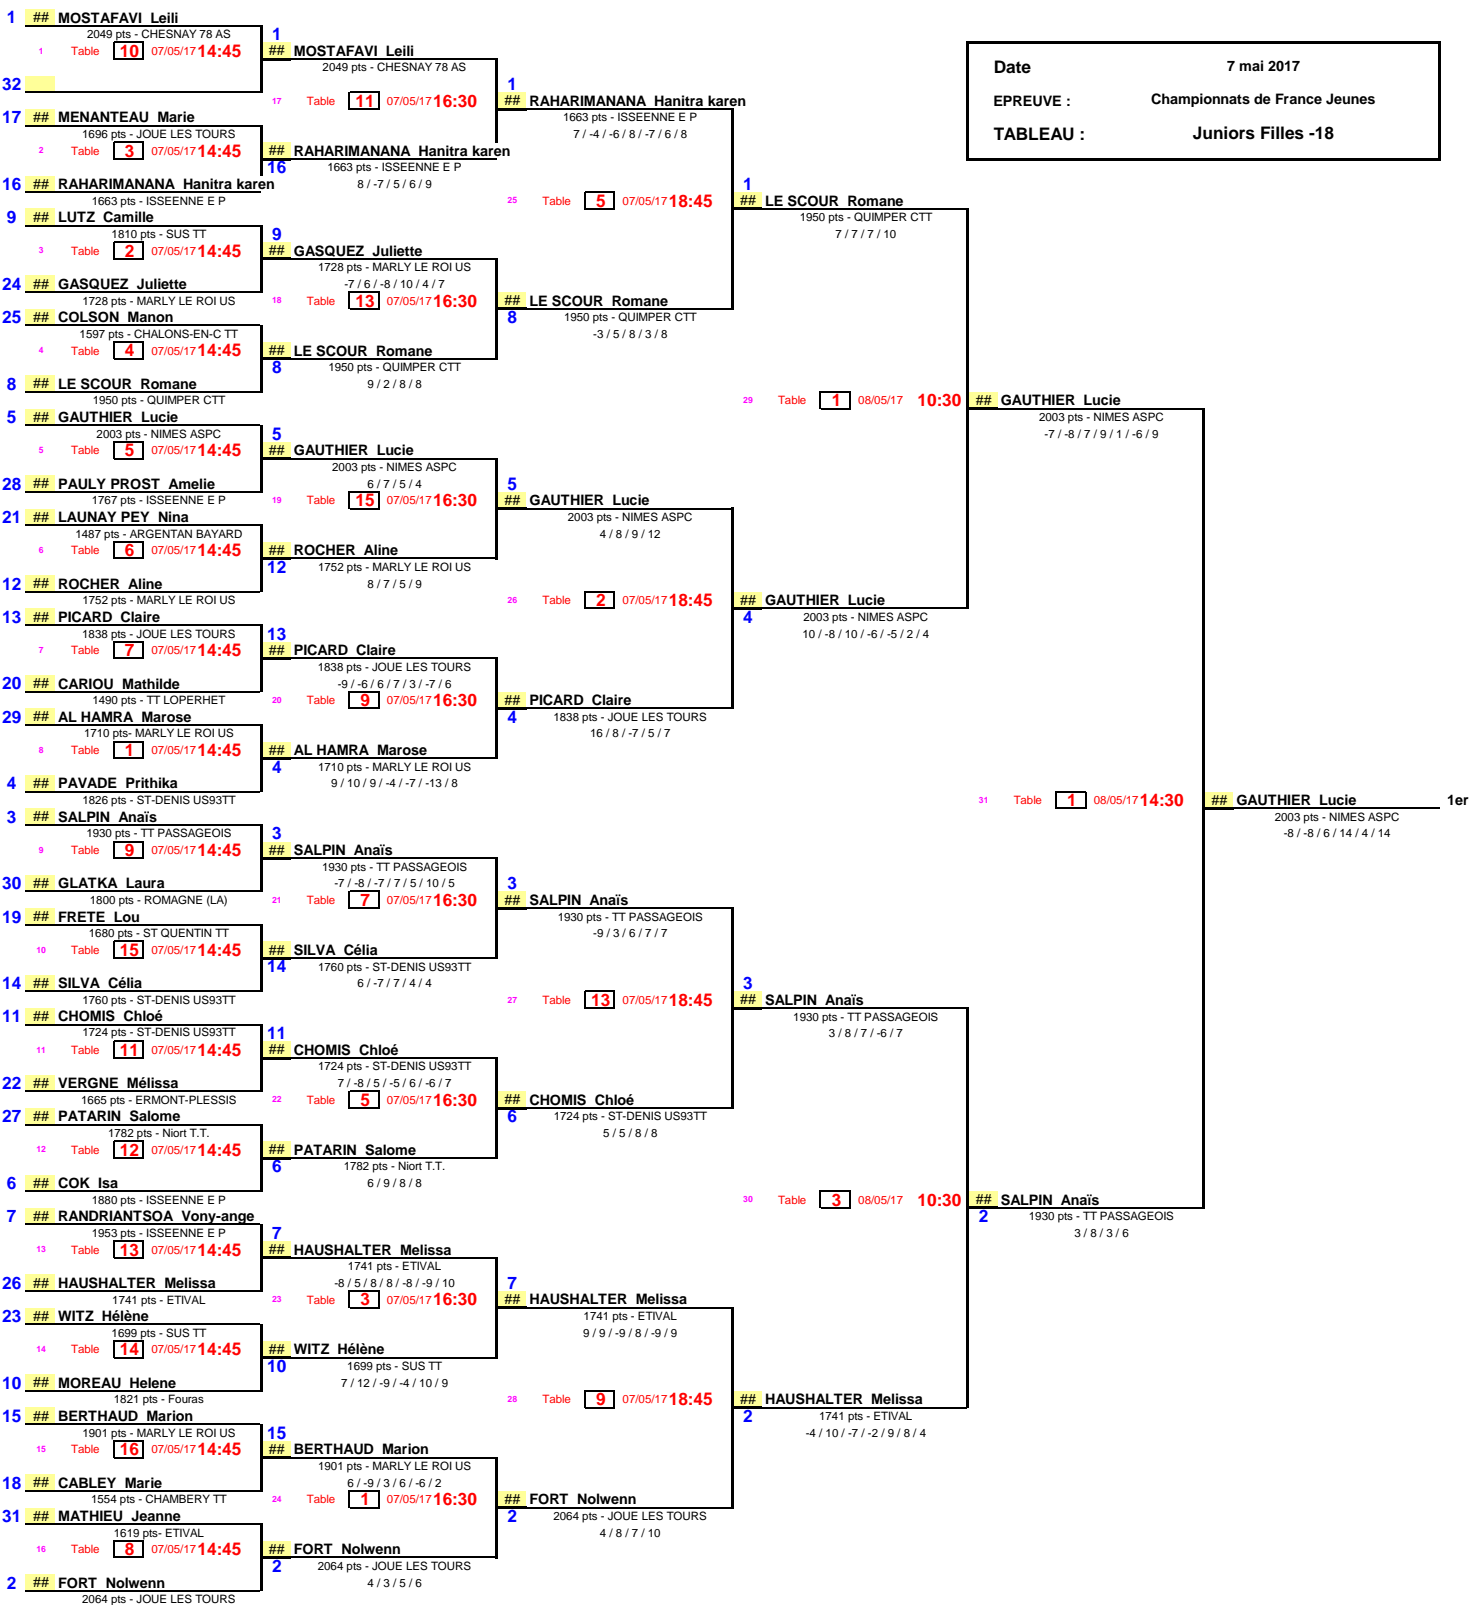 Date 7 mai 2017
EPREUVE : Championnats de France Jeunes
TABLEAU : Juniors Filles -18
1 ## MOSTAFAVI Leili
2049 pts - CHESNAY 78 AS
1 Table 10 07/05/17 14:45
32
17 ## MENANTEAU Marie
1696 pts - JOUE LES TOURS
2 Table 3 07/05/17 14:45
16 ## RAHARIMANANA Hanitra karen
1663 pts - ISSEENNE E P
9 ## LUTZ Camille
1810 pts - SUS TT
3 Table 2 07/05/17 14:45
24 ## GASQUEZ Juliette
1728 pts - MARLY LE ROI US
25 ## COLSON Manon
1597 pts - CHALONS-EN-C TT
4 Table 4 07/05/17 14:45
8 ## LE SCOUR Romane
1950 pts - QUIMPER CTT
5 ## GAUTHIER Lucie
2003 pts - NIMES ASPC
5 Table 5 07/05/17 14:45
28 ## PAULY PROST Amelie
1767 pts - ISSEENNE E P
21 ## LAUNAY PEY Nina
1487 pts - ARGENTAN BAYARD
6 Table 6 07/05/17 14:45
12 ## ROCHER Aline
1752 pts - MARLY LE ROI US
13 ## PICARD Claire
1838 pts - JOUE LES TOURS
7 Table 7 07/05/17 14:45
20 ## CARIOU Mathilde
1490 pts - TT LOPERHET
29 ## AL HAMRA Marose
1710 pts- MARLY LE ROI US
8 Table 1 07/05/17 14:45
4 ## PAVADE Prithika
1826 pts - ST-DENIS US93TT
3 ## SALPIN Anaïs
1930 pts - TT PASSAGEOIS
9 Table 9 07/05/17 14:45
30 ## GLATKA Laura
1800 pts - ROMAGNE (LA)
19 ## FRETE Lou
1680 pts - ST QUENTIN TT
10 Table 15 07/05/17 14:45
14 ## SILVA Célia
1760 pts - ST-DENIS US93TT
11 ## CHOMIS Chloé
1724 pts - ST-DENIS US93TT
11 Table 11 07/05/17 14:45
22 ## VERGNE Mélissa
1665 pts - ERMONT-PLESSIS
27 ## PATARIN Salome
1782 pts - Niort T.T.
12 Table 12 07/05/17 14:45
6 ## COK Isa
1880 pts - ISSEENNE E P
7 ## RANDRIANTSOA Vony-ange
1953 pts - ISSEENNE E P
13 Table 13 07/05/17 14:45
26 ## HAUSHALTER Melissa
1741 pts - ETIVAL
23 ## WITZ Hélène
1699 pts - SUS TT
14 Table 14 07/05/17 14:45
10 ## MOREAU Helene
1821 pts - Fouras
15 ## BERTHAUD Marion
1901 pts - MARLY LE ROI US
15 Table 16 07/05/17 14:45
18 ## CABLEY Marie
1554 pts - CHAMBERY TT
31 ## MATHIEU Jeanne
1619 pts- ETIVAL
16 Table 8 07/05/17 14:45
2 ## FORT Nolwenn
2064 pts - JOUE LES TOURS
1
## MOSTAFAVI Leili
2049 pts - CHESNAY 78 AS
17 Table 11 07/05/17 16:30
## RAHARIMANANA Hanitra karen
16 1663 pts - ISSEENNE E P
8 / -7 / 5 / 6 / 9
9
## GASQUEZ Juliette
1728 pts - MARLY LE ROI US
-7 / 6 / -8 / 10 / 4 / 7
18 Table 13 07/05/17 16:30
## LE SCOUR Romane
8 1950 pts - QUIMPER CTT
9 / 2 / 8 / 8
5
## GAUTHIER Lucie
2003 pts - NIMES ASPC
6 / 7 / 5 / 4
19 Table 15 07/05/17 16:30
## ROCHER Aline
12 1752 pts - MARLY LE ROI US
8 / 7 / 5 / 9
13
## PICARD Claire
1838 pts - JOUE LES TOURS
-9 / -6 / 6 / 7 / 3 / -7 / 6
20 Table 9 07/05/17 16:30
## AL HAMRA Marose
4 1710 pts - MARLY LE ROI US
9 / 10 / 9 / -4 / -7 / -13 / 8
3
## SALPIN Anaïs
1930 pts - TT PASSAGEOIS
-7 / -8 / -7 / 7 / 5 / 10 / 5
21 Table 7 07/05/17 16:30
## SILVA Célia
14 1760 pts - ST-DENIS US93TT
6 / -7 / 7 / 4 / 4
11
## CHOMIS Chloé
1724 pts - ST-DENIS US93TT
7 / -8 / 5 / -5 / 6 / -6 / 7
22 Table 5 07/05/17 16:30
## PATARIN Salome
6 1782 pts - Niort T.T.
6 / 9 / 8 / 8
7
## HAUSHALTER Melissa
1741 pts - ETIVAL
-8 / 5 / 8 / 8 / -8 / -9 / 10
23 Table 3 07/05/17 16:30
## WITZ Hélène
10 1699 pts - SUS TT
7 / 12 / -9 / -4 / 10 / 9
15
## BERTHAUD Marion
1901 pts - MARLY LE ROI US
6 / -9 / 3 / 6 / -6 / 2
24 Table 1 07/05/17 16:30
## FORT Nolwenn
2 2064 pts - JOUE LES TOURS
4 / 3 / 5 / 6
1
## RAHARIMANANA Hanitra karen
1663 pts - ISSEENNE E P
7 / -4 / -6 / 8 / -7 / 6 / 8
25 Table 5 07/05/17 18:45
## LE SCOUR Romane
8 1950 pts - QUIMPER CTT
-3 / 5 / 8 / 3 / 8
5
## GAUTHIER Lucie
2003 pts - NIMES ASPC
4 / 8 / 9 / 12
26 Table 2 07/05/17 18:45
## PICARD Claire
4 1838 pts - JOUE LES TOURS
16 / 8 / -7 / 5 / 7
3
## SALPIN Anaïs
1930 pts - TT PASSAGEOIS
-9 / 3 / 6 / 7 / 7
27 Table 13 07/05/17 18:45
## CHOMIS Chloé
6 1724 pts - ST-DENIS US93TT
5 / 5 / 8 / 8
7
## HAUSHALTER Melissa
1741 pts - ETIVAL
9 / 9 / -9 / 8 / -9 / 9
28 Table 9 07/05/17 18:45
## FORT Nolwenn
2 2064 pts - JOUE LES TOURS
4 / 8 / 7 / 10
1
## LE SCOUR Romane
1950 pts - QUIMPER CTT
7 / 7 / 7 / 10
29 Table 1 08/05/17 10:30
## GAUTHIER Lucie
4 2003 pts - NIMES ASPC
10 / -8 / 10 / -6 / -5 / 2 / 4
3
## SALPIN Anaïs
1930 pts - TT PASSAGEOIS
3 / 8 / 7 / -6 / 7
30 Table 3 08/05/17 10:30
## HAUSHALTER Melissa
2 1741 pts - ETIVAL
-4 / 10 / -7 / -2 / 9 / 8 / 4
## GAUTHIER Lucie
2003 pts - NIMES ASPC
-7 / -8 / 7 / 9 / 1 / -6 / 9
31 Table 1 08/05/17 14:30
## SALPIN Anaïs
2 1930 pts - TT PASSAGEOIS
3 / 8 / 3 / 6
## GAUTHIER Lucie 1er
2003 pts - NIMES ASPC
-8 / -8 / 6 / 14 / 4 / 14